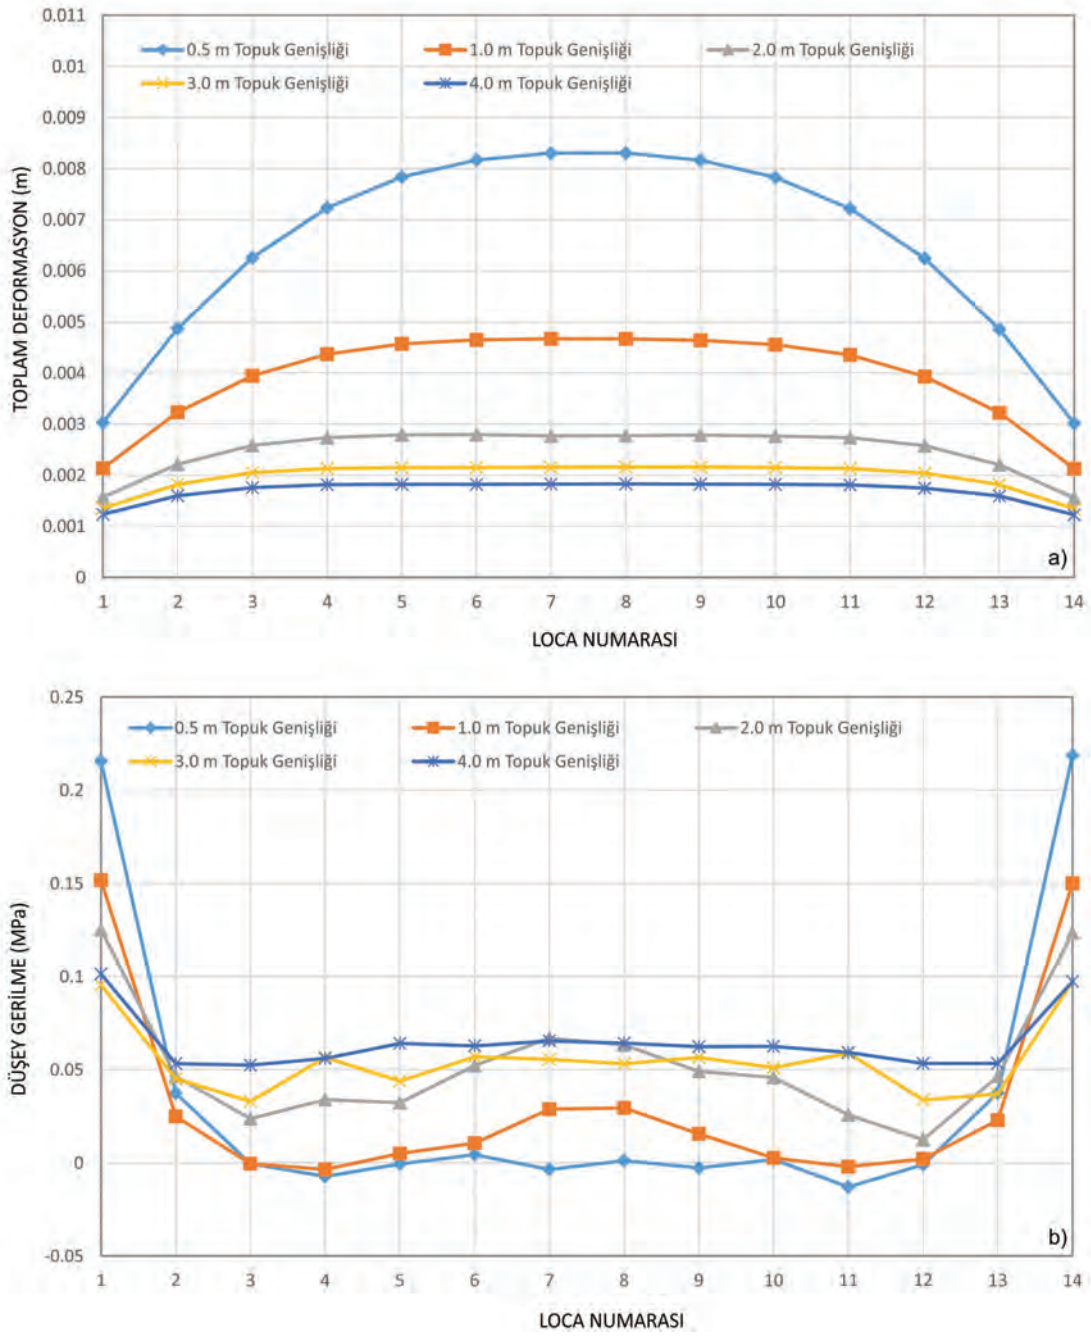 0.011
0.01
0.009
0.008
0.007
0.006
0.005
0.004
0.003
0.002
0.001
0
TOPLAM DEFORMASYON (m)
0.5 m Topuk Genişliği 1.0 m Topuk Genişliği 2.0 m Topuk Genişliği
3.0 m Topuk Genişliği 4.0 m Topuk Genişliği
a)
1 2 3 4 5 6 7 8 9 10 11 12 13 14
LOCA NUMARASI
0.25
0.2
0.15
0.1
0.05
0
-0.05
DÜŞEY GERİLME (MPa)
0.5 m Topuk Genişliği 1.0 m Topuk Genişliği 2.0 m Topuk Genişliği
3.0 m Topuk Genişliği 4.0 m Topuk Genişliği
b)
1 2 3 4 5 6 7 8 9 10 11 12 13 14
LOCA NUMARASI